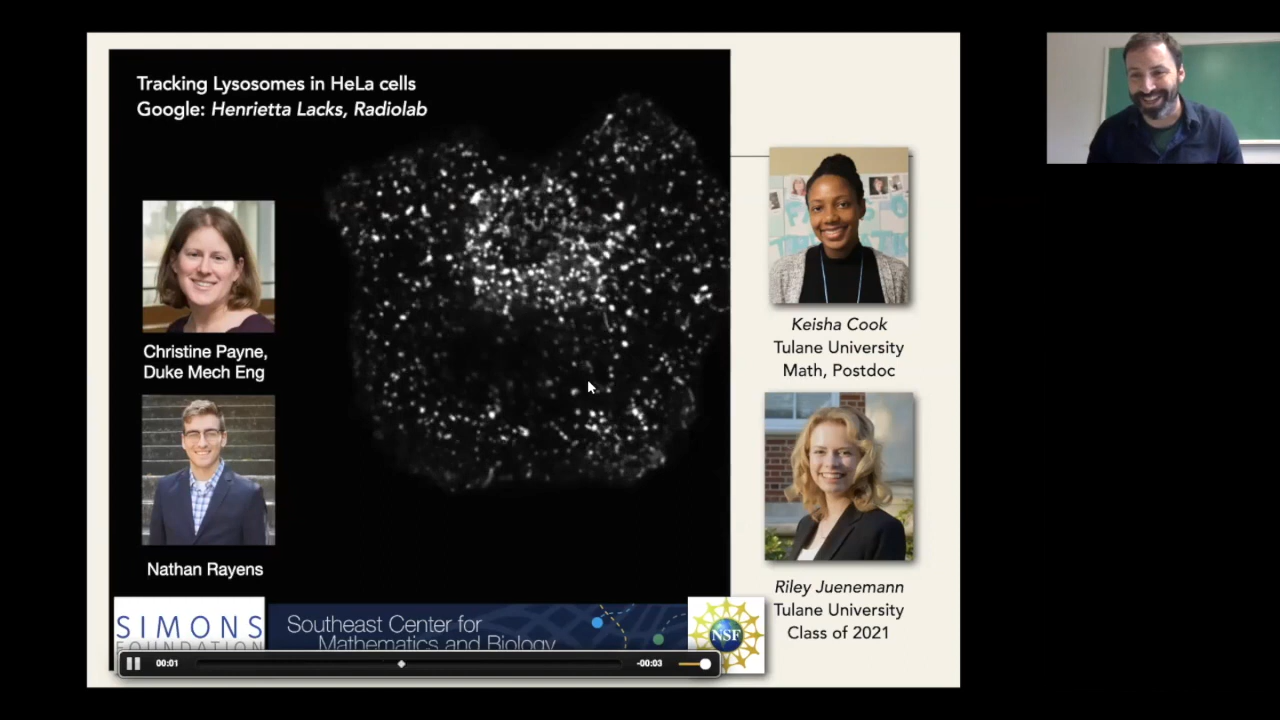 Tracking Lysosomes in HeLa cells
Google: Henrietta Lacks, Radiolab
Christine Payne,
Duke Mech Eng
Nathan Rayens
Keisha Cook
Tulane University
Math, Postdoc
Riley Juenemann
Tulane University
Class of 2021
SIMONS
FOUNDATION
Southeast Center for
Mathematics and Biology
NSF
00:01
-00:03